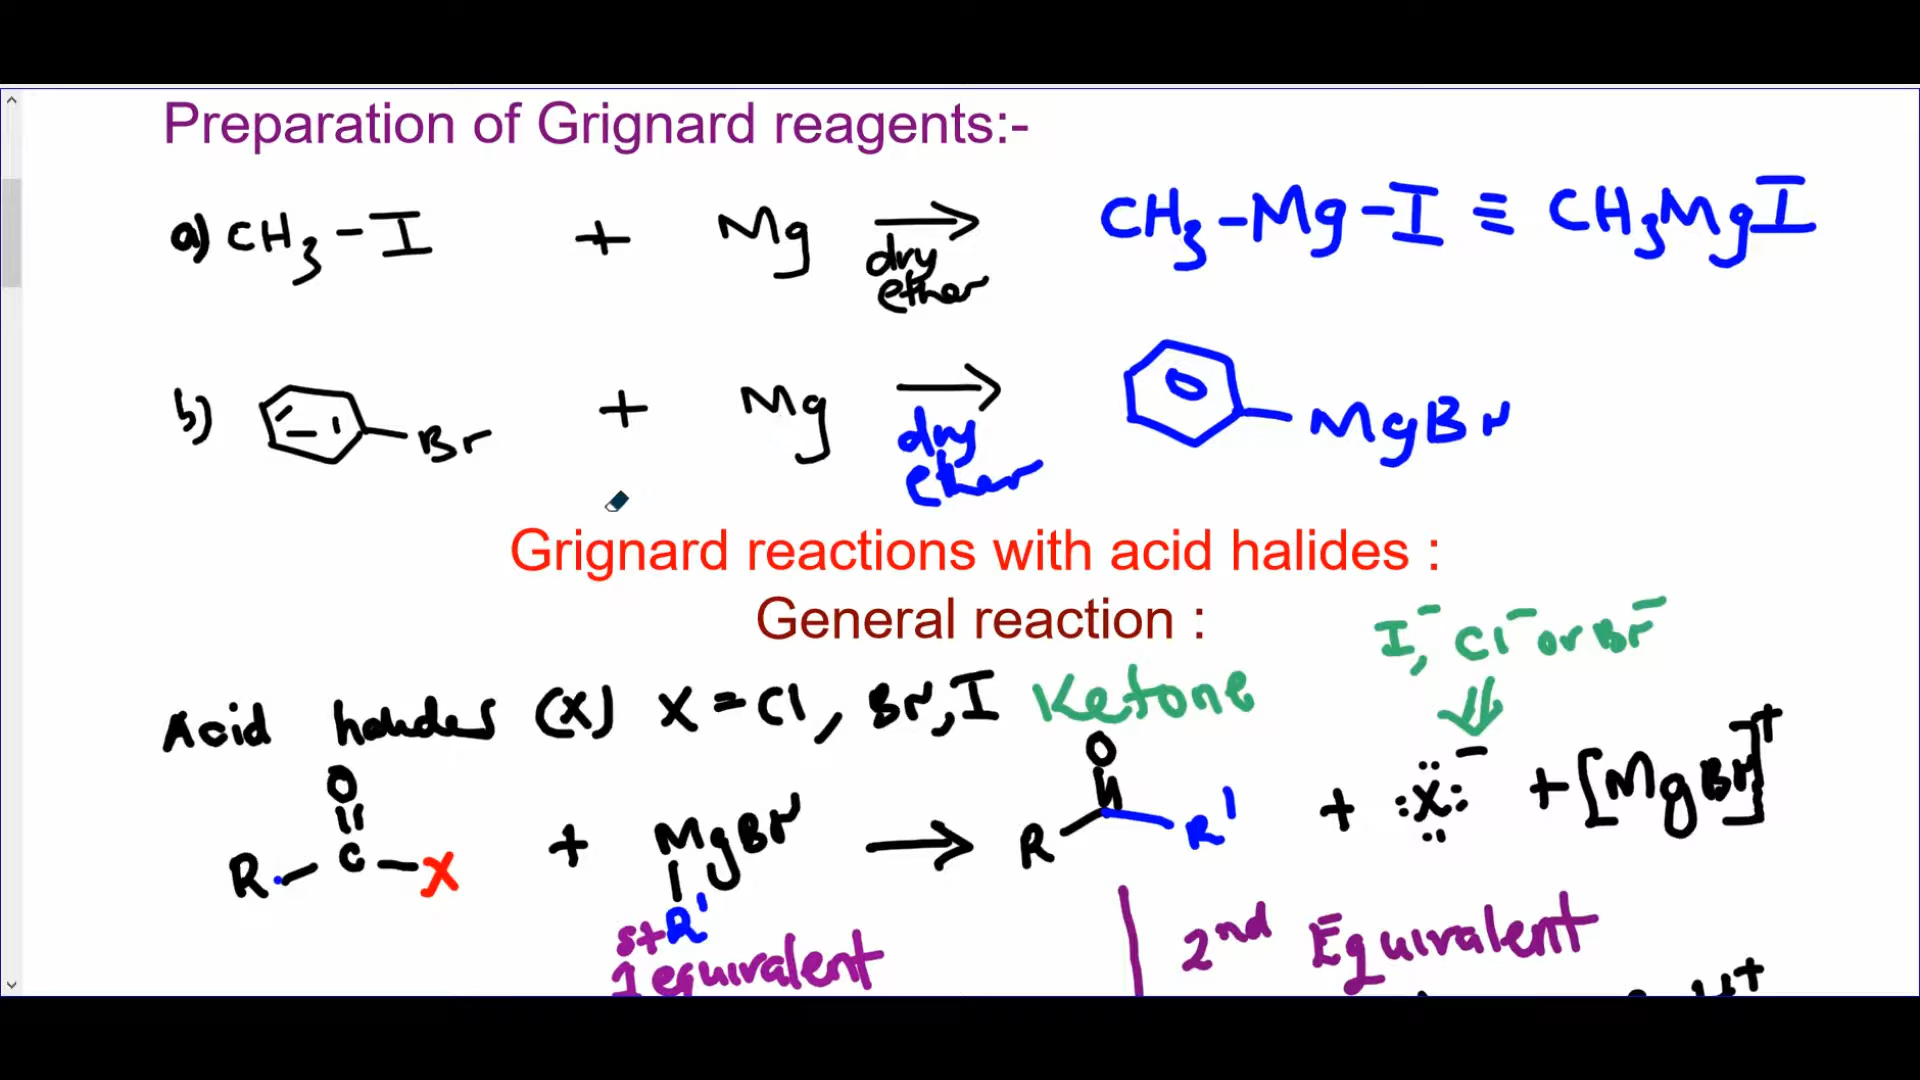 Preparation of Grignard reagents:-
a) CH3-I + Mg → dry ether CH3-Mg-I ≡ CH3MgI
b) Br + Mg → dry ether MgBr
Grignard reactions with acid halides :
General reaction :
I⁻, Cl⁻ or Br⁻
Acid halides (X) X = Cl, Br, I Ketone
R-C(=O)-X + MgBr-R' → R-C(=O)-R' + :X:⁻ + [MgBr]⁺
1st equivalent
2nd Equivalent